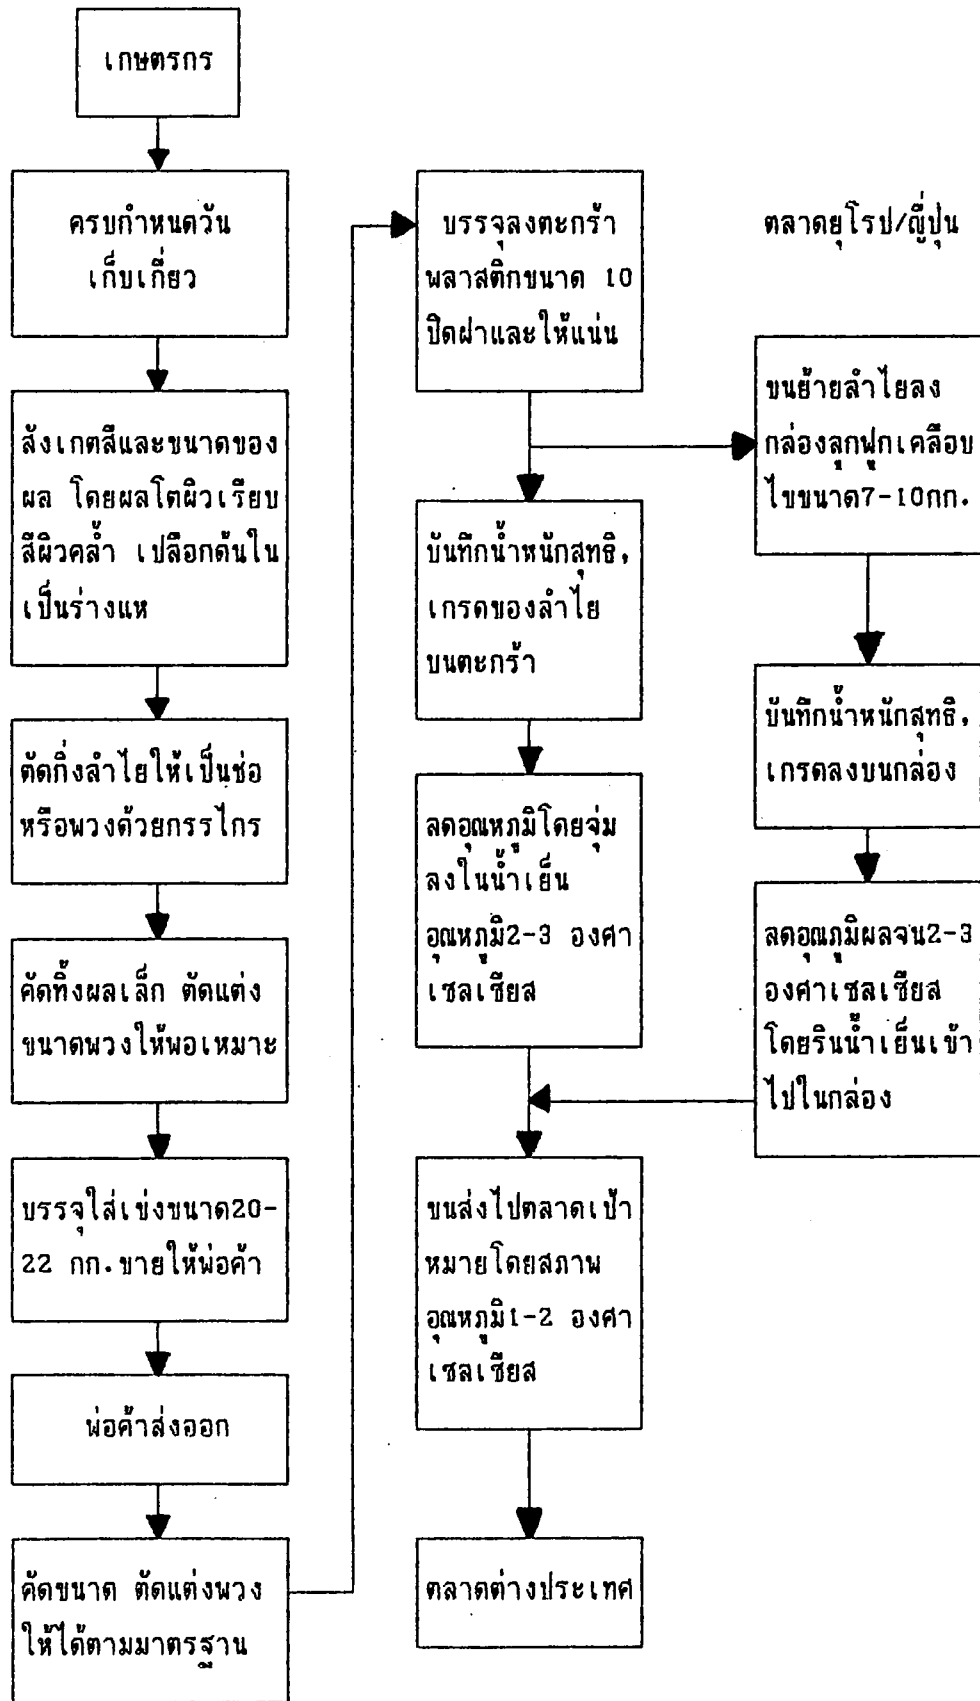 เกษตรกร
ครบกำหนดวัน
เก็บเกี่ยว
สังเกตสีและขนาดของ
ผล โดยผลโตผิวเรียบ
สีผิวคล้ำ เปลือกด้นใน
เป็นร่างแห
ตัดกิ่งลำไยให้เป็นช่อ
หรือพวงด้วยกรรไกร
คัดทิ้งผลเล็ก ตัดแต่ง
ขนาดพวงให้พอเหมาะ
บรรจุใส่เข่งขนาด20-
22 กก.ขายให้พ่อค้า
พ่อค้าส่งออก
คัดขนาด ตัดแต่งพวง
ให้ได้ตามมาตรฐาน
บรรจุลงตะกร้า
พลาสติกขนาด 10
ปิดฝาและให้แน่น
บันทึกน้ำหนักสุทธิ,
เกรดของลำไย
บนตะกร้า
ลดอุณหภูมิโดยจุ่ม
ลงในน้ำเย็น
อุณหภูมิ2-3 องศา
เซลเซียส
ขนส่งไปตลาดเป้า
หมายโดยสภาพ
อุณหภูมิ1-2 องศา
เซลเซียส
ตลาดต่างประเทศ
ตลาดยุโรป/ญี่ปุ่น
ขนย้ายลำไยลง
กล่องลูกฟูกเคลือบ
ไขขนาด7-10กก.
บันทึกน้ำหนักสุทธิ,
เกรดลงบนกล่อง
ลดอุณภูมิผลจน2-3
องศาเซลเซียส
โดยรินน้ำเย็นเข้า
ไปในกล่อง